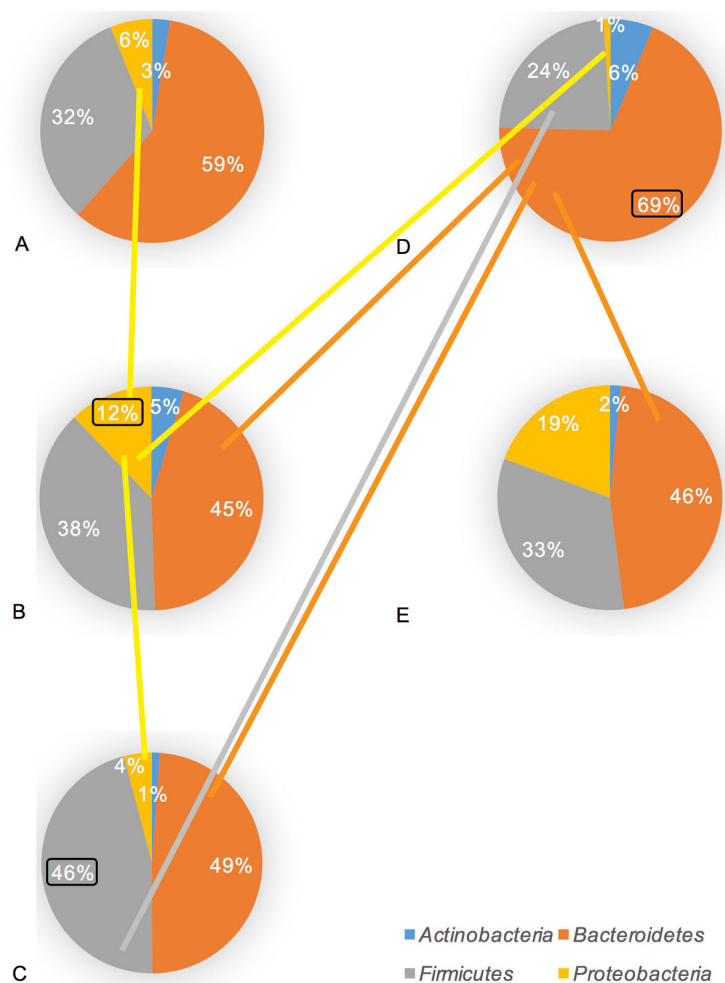 6%
3%
32%
59%
A
1%
6%
24%
69%
D
12%
5%
38%
45%
B
2%
19%
46%
33%
E
4%
1%
46%
49%
C
Actinobacteria Bacteroidetes
Firmicutes Proteobacteria